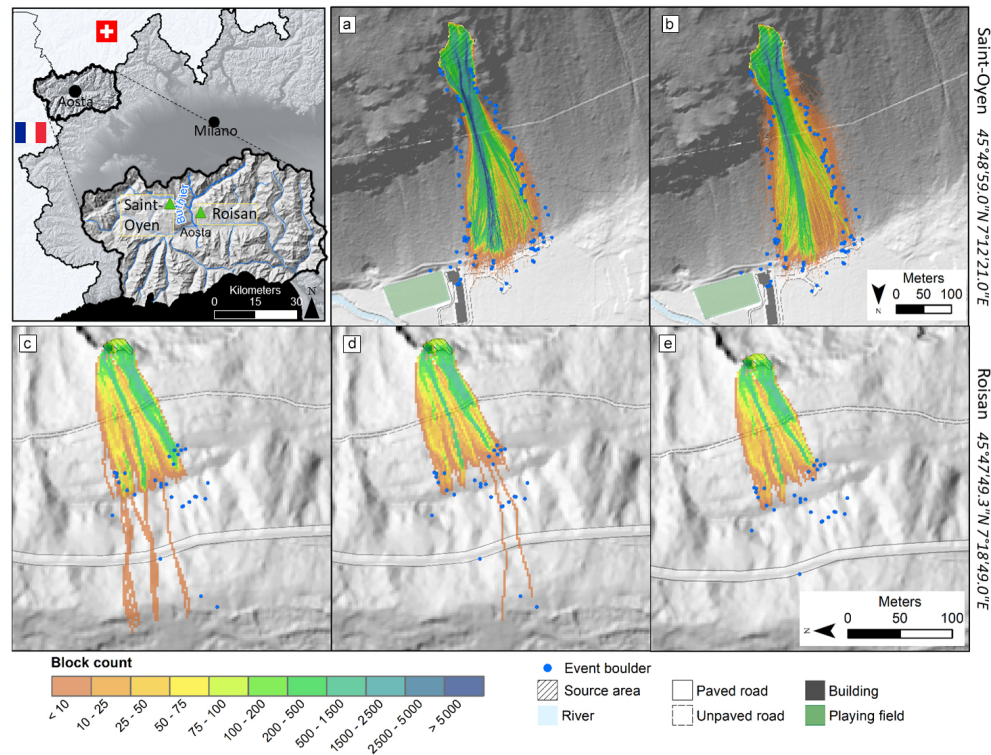 a
b
Saint-Oyen
45°48'59.0"N 7°12'21.0"E
Aosta
Milano
Saint-
Oyen
Buthier
Roisan
Aosta
Kilometers
0 15 30
N
Meters
0 50 100
N
c
d
e
Roisan
45°47'49.3"N 7°18'49.0"E
Meters
0 50 100
N
Block count
< 10
10 - 25
25 - 50
50 - 75
75 - 100
100 - 200
200 - 500
500 - 1500
1500 - 2500
2500 - 5000
> 5000
Event boulder
Source area
River
Paved road
Unpaved road
Building
Playing field